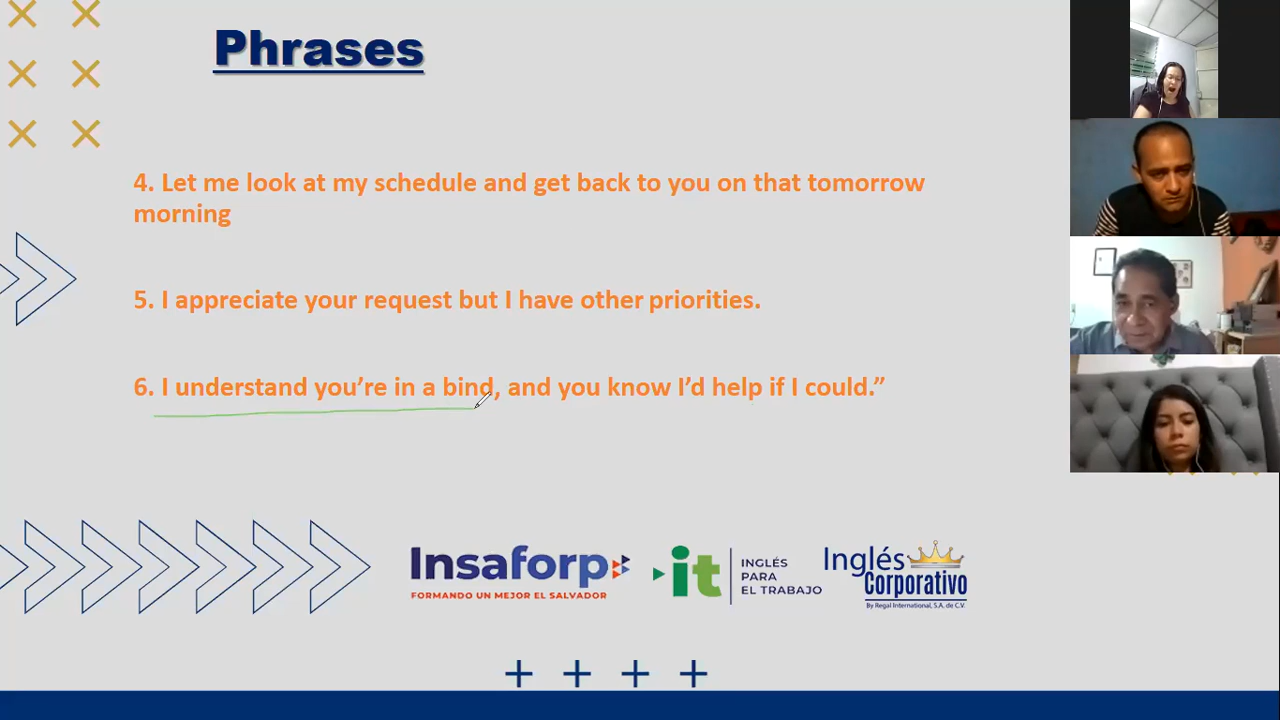 Phrases
4. Let me look at my schedule and get back to you on that tomorrow
morning
5. I appreciate your request but I have other priorities.
6. I understand you’re in a bind, and you know I’d help if I could.”
Insaforp
FORMANDO UN MEJOR EL SALVADOR
it
INGLÉS
PARA
EL TRABAJO
Inglés
Corporativo
By Regal International, S.A. de C.V.